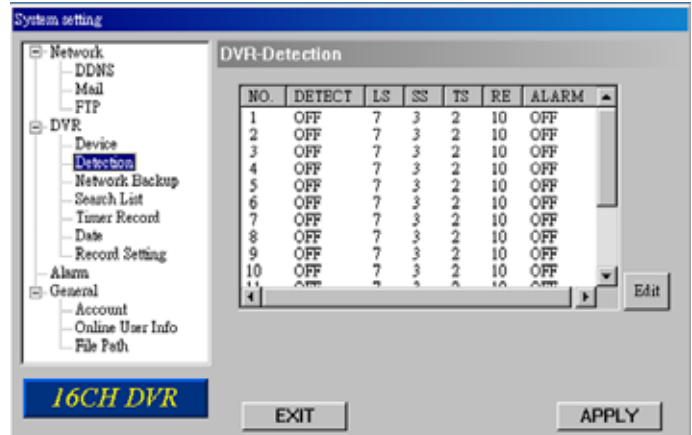 System setting
Network
DDNS
Mail
FTP
DVR
Device
Detection
Network Backup
Search List
Timer Record
Date
Record Setting
Alarm
General
Account
Online User Info
File Path
16CH DVR
DVR-Detection
NO. DETECT LS SS TS RE ALARM
1 OFF 7 3 2 10 OFF
2 OFF 7 3 2 10 OFF
3 OFF 7 3 2 10 OFF
4 OFF 7 3 2 10 OFF
5 OFF 7 3 2 10 OFF
6 OFF 7 3 2 10 OFF
7 OFF 7 3 2 10 OFF
8 OFF 7 3 2 10 OFF
9 OFF 7 3 2 10 OFF
10 OFF 7 3 2 10 OFF
Edit
EXIT APPLY